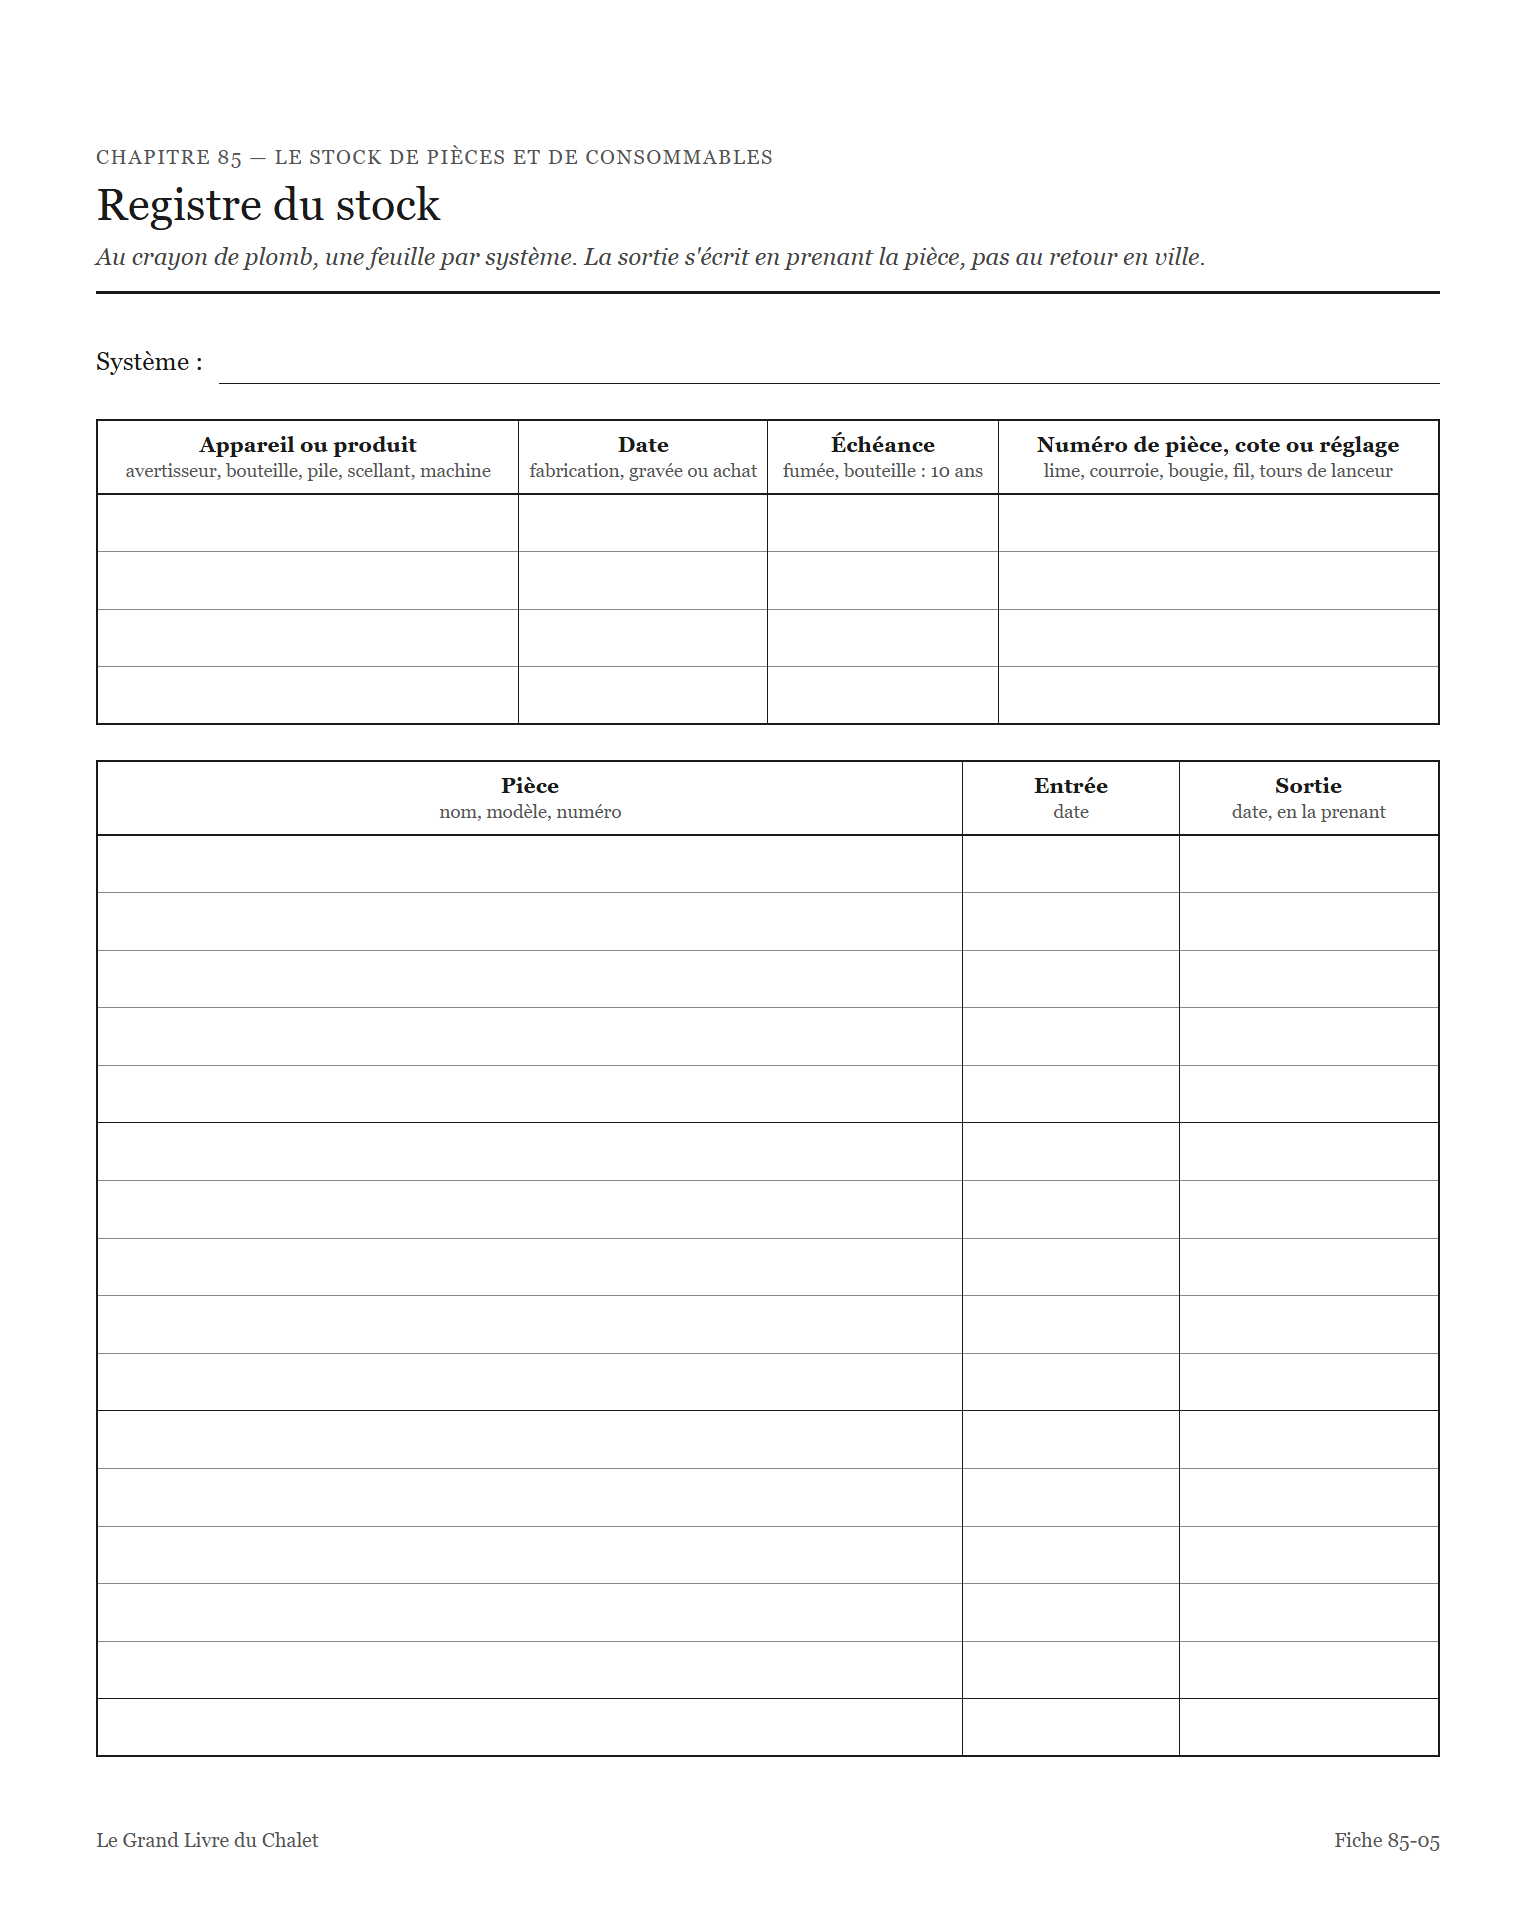 CHAPITRE 85 — LE STOCK DE PIÈCES ET DE CONSOMMABLES
Registre du stock
Au crayon de plomb, une feuille par système. La sortie s'écrit en prenant la pièce, pas au retour en ville.
Système :
Appareil ou produit
avertisseur, bouteille, pile, scellant, machine
Date
fabrication, gravée ou achat
Échéance
fumée, bouteille : 10 ans
Numéro de pièce, cote ou réglage
lime, courroie, bougie, fil, tours de lanceur
Pièce
nom, modèle, numéro
Entrée
date
Sortie
date, en la prenant
Le Grand Livre du Chalet
Fiche 85-05